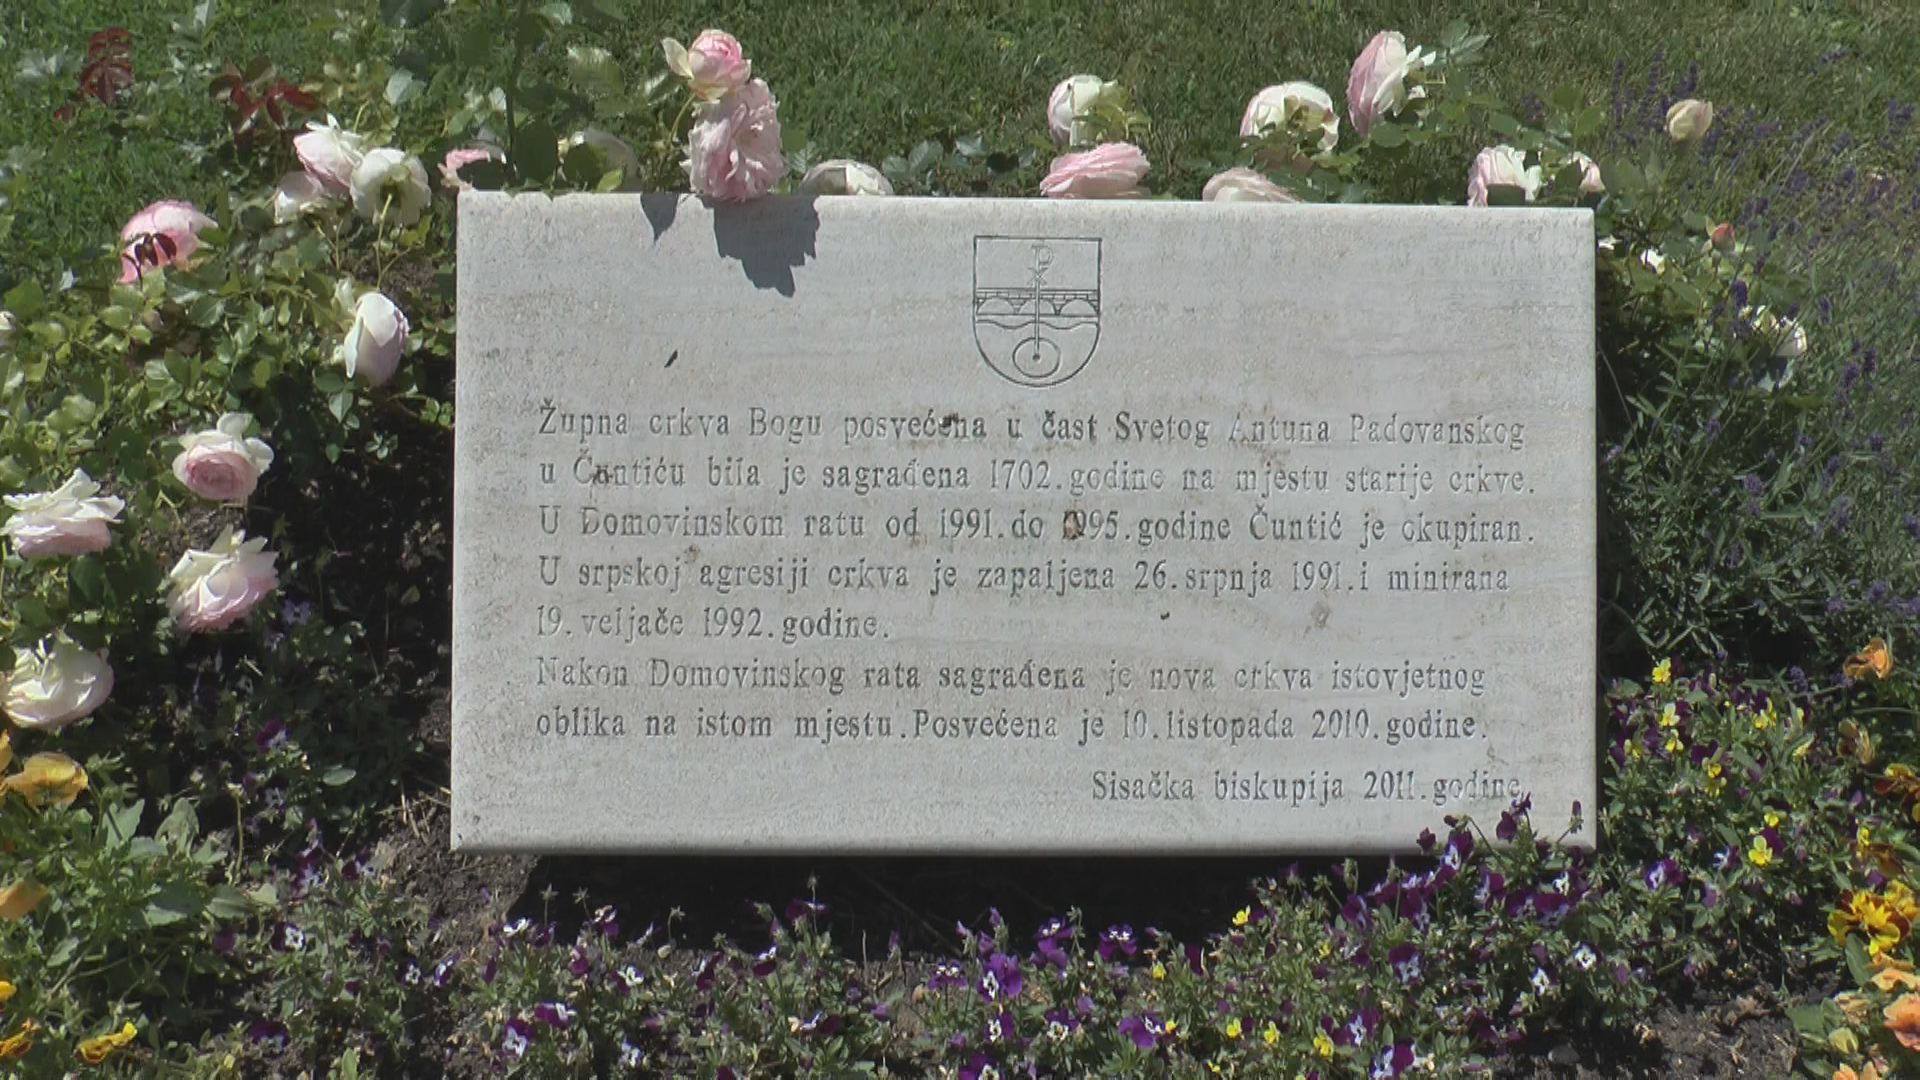 Župna crkva Bogu posvećena u čast Svetog Antuna Padovanskog
u Čuntiću bila je sagrađena 1702. godine na mjestu starije crkve.
U Domovinskom ratu od 1991. do 1995. godine Čuntić je okupiran.
U srpskoj agresiji crkva je zapaljena 26. srpnja 1991. i minirana
19. veljače 1992. godine.
Nakon Domovinskog rata sagrađena je nova crkva istovjetnog
oblika na istom mjestu. Posvećena je 10. listopada 2010. godine.
Sisačka biskupija 2011. godine.